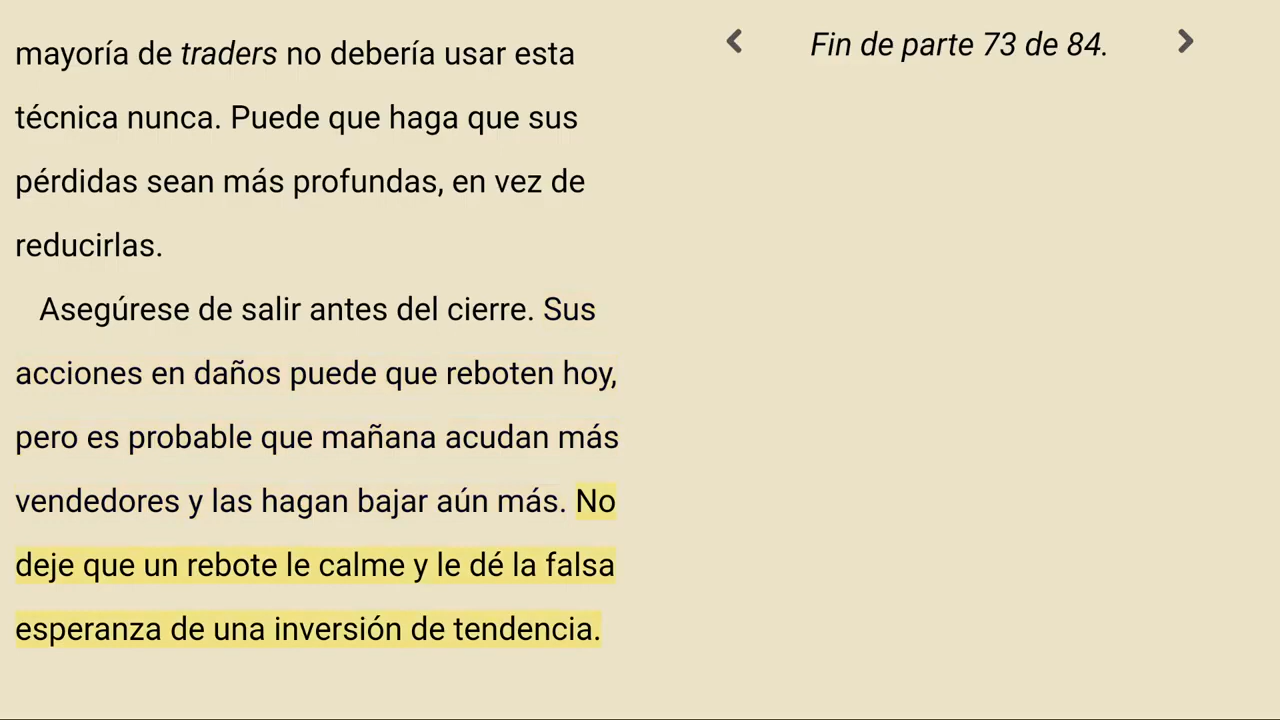 mayoría de traders no debería usar esta
técnica nunca. Puede que haga que sus
pérdidas sean más profundas, en vez de
reducirlas.
Asegúrese de salir antes del cierre. Sus
acciones en daños puede que reboten hoy,
pero es probable que mañana acudan más
vendedores y las hagan bajar aún más. No
deje que un rebote le calme y le dé la falsa
esperanza de una inversión de tendencia.
Fin de parte 73 de 84.